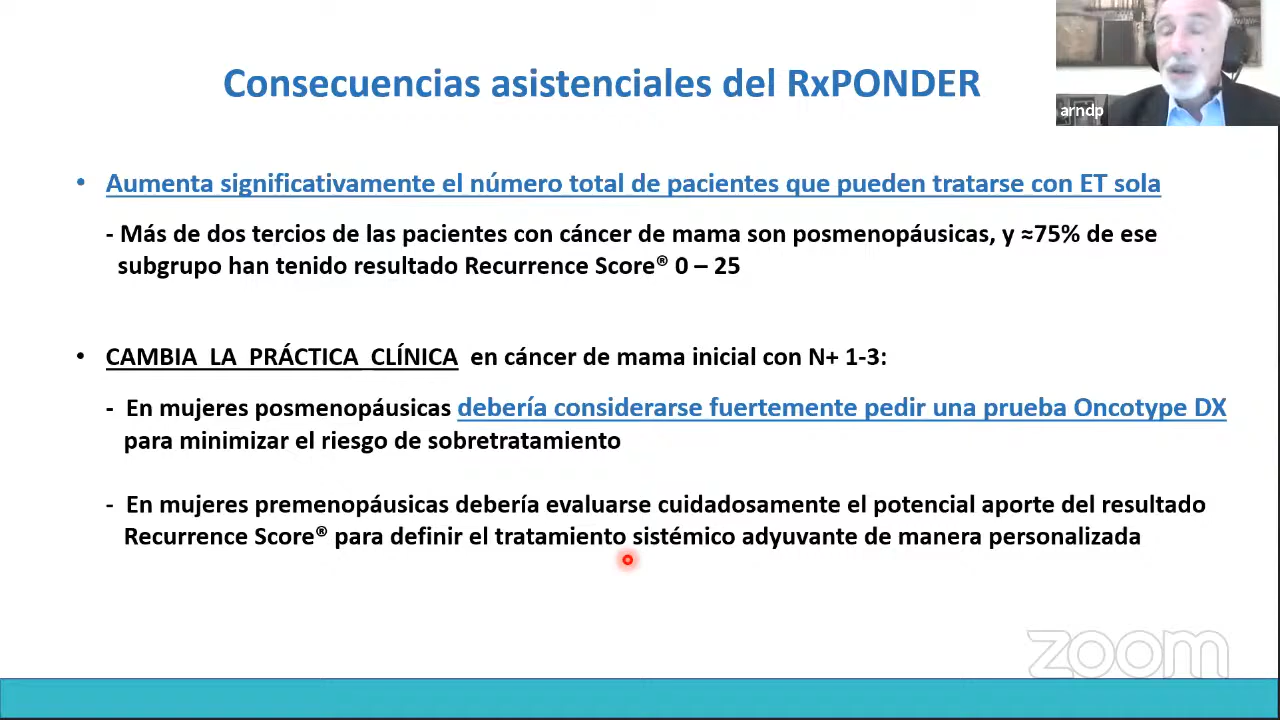 Consecuencias asistenciales del RxPONDER
arndp
• Aumenta significativamente el número total de pacientes que pueden tratarse con ET sola
- Más de dos tercios de las pacientes con cáncer de mama son posmenopáusicas, y ≈75% de ese
subgrupo han tenido resultado Recurrence Score® 0 – 25
• CAMBIA LA PRÁCTICA CLÍNICA en cáncer de mama inicial con N+ 1-3:
- En mujeres posmenopáusicas debería considerarse fuertemente pedir una prueba Oncotype DX
para minimizar el riesgo de sobretratamiento
- En mujeres premenopáusicas debería evaluarse cuidadosamente el potencial aporte del resultado
Recurrence Score® para definir el tratamiento sistémico adyuvante de manera personalizada
zoom